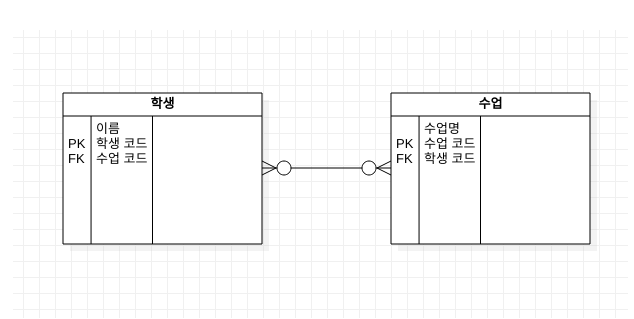 학생
이름
PK 학생 코드
FK 수업 코드
수업
수업명
PK 수업 코드
FK 학생 코드